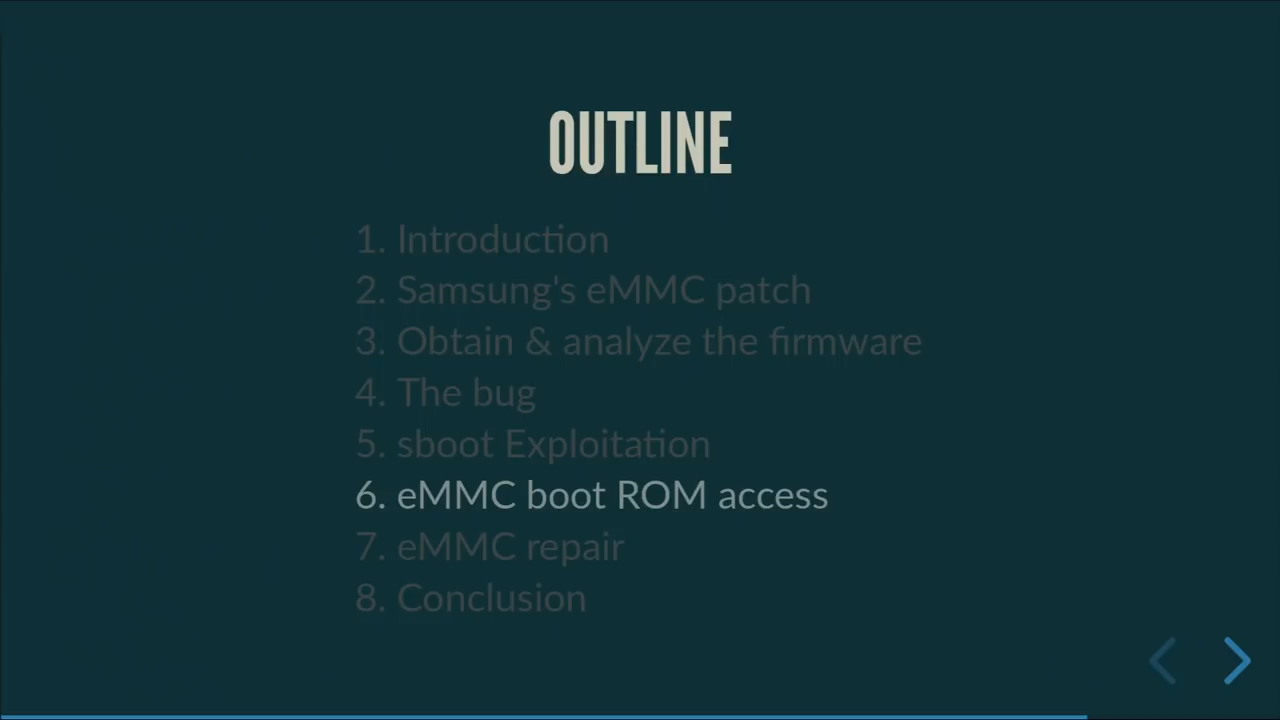 OUTLINE
1. Introduction
2. Samsung's eMMC patch
3. Obtain & analyze the firmware
4. The bug
5. sboot Exploitation
6. eMMC boot ROM access
7. eMMC repair
8. Conclusion